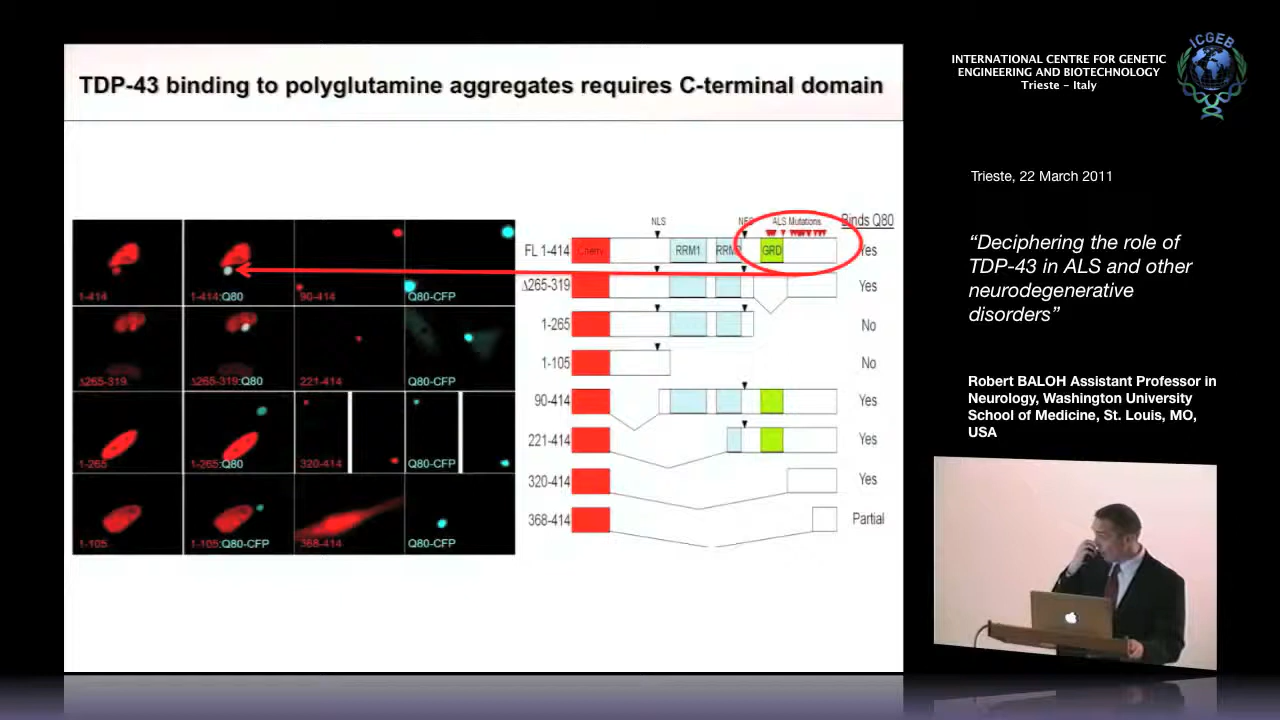 TDP-43 binding to polyglutamine aggregates requires C-terminal domain
1-414
1-414:Q80
90-414
Q80-CFP
Δ265-319
Δ265-319:Q80
221-414
Q80-CFP
1-265
1-265:Q80
320-414
Q80-CFP
1-105
1-105:Q80-CFP
368-414
Q80-CFP
NLS
NES
ALS Mutations
Binds Q80
FL 1-414
Cherry
RRM1
RRM2
GRD
Yes
Δ265-319
Yes
1-265
No
1-105
No
90-414
Yes
221-414
Yes
320-414
Yes
368-414
Partial
INTERNATIONAL CENTRE FOR GENETIC
ENGINEERING AND BIOTECHNOLOGY
Trieste - Italy
ICGEB
Trieste, 22 March 2011
“Deciphering the role of
TDP-43 in ALS and other
neurodegenerative
disorders”
Robert BALOH Assistant Professor in
Neurology, Washington University
School of Medicine, St. Louis, MO,
USA